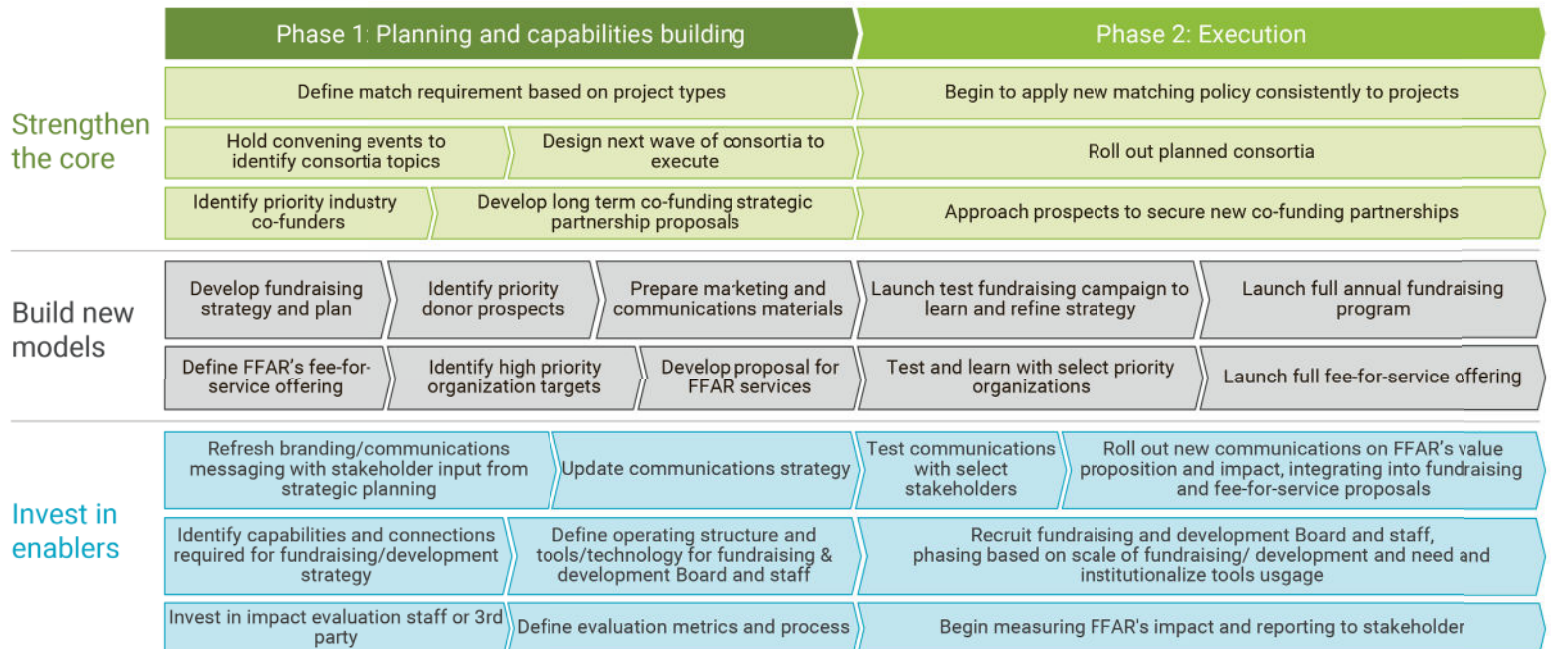 Phase 1: Planning and capabilities building
Phase 2: Execution
Strengthen
the core
Define match requirement based on project types
Begin to apply new matching policy consistently to projects
Hold convening events to
identify consortia topics
Design next wave of consortia to
execute
Roll out planned consortia
Identify priority industry
co-funders
Develop long term co-funding strategic
partnership proposals
Approach prospects to secure new co-funding partnerships
Build new
models
Develop fundraising
strategy and plan
Identify priority
donor prospects
Prepare marketing and
communications materials
Launch test fundraising campaign to
learn and refine strategy
Launch full annual fundraising
program
Define FFAR's fee-for-
service offering
Identify high priority
organization targets
Develop proposal for
FFAR services
Test and learn with select priority
organizations
Launch full fee-for-service offering
Invest in
enablers
Refresh branding/communications
messaging with stakeholder input from
strategic planning
Update communications strategy
Test communications
with select
stakeholders
Roll out new communications on FFAR's value
proposition and impact, integrating into fundraising
and fee-for-service proposals
Identify capabilities and connections
required for fundraising/development
strategy
Define operating structure and
tools/technology for fundraising &
development Board and staff
Recruit fundraising and development Board and staff,
phasing based on scale of fundraising/ development and need and
institutionalize tools usgage
Invest in impact evaluation staff or 3rd
party
Define evaluation metrics and process
Begin measuring FFAR's impact and reporting to stakeholder